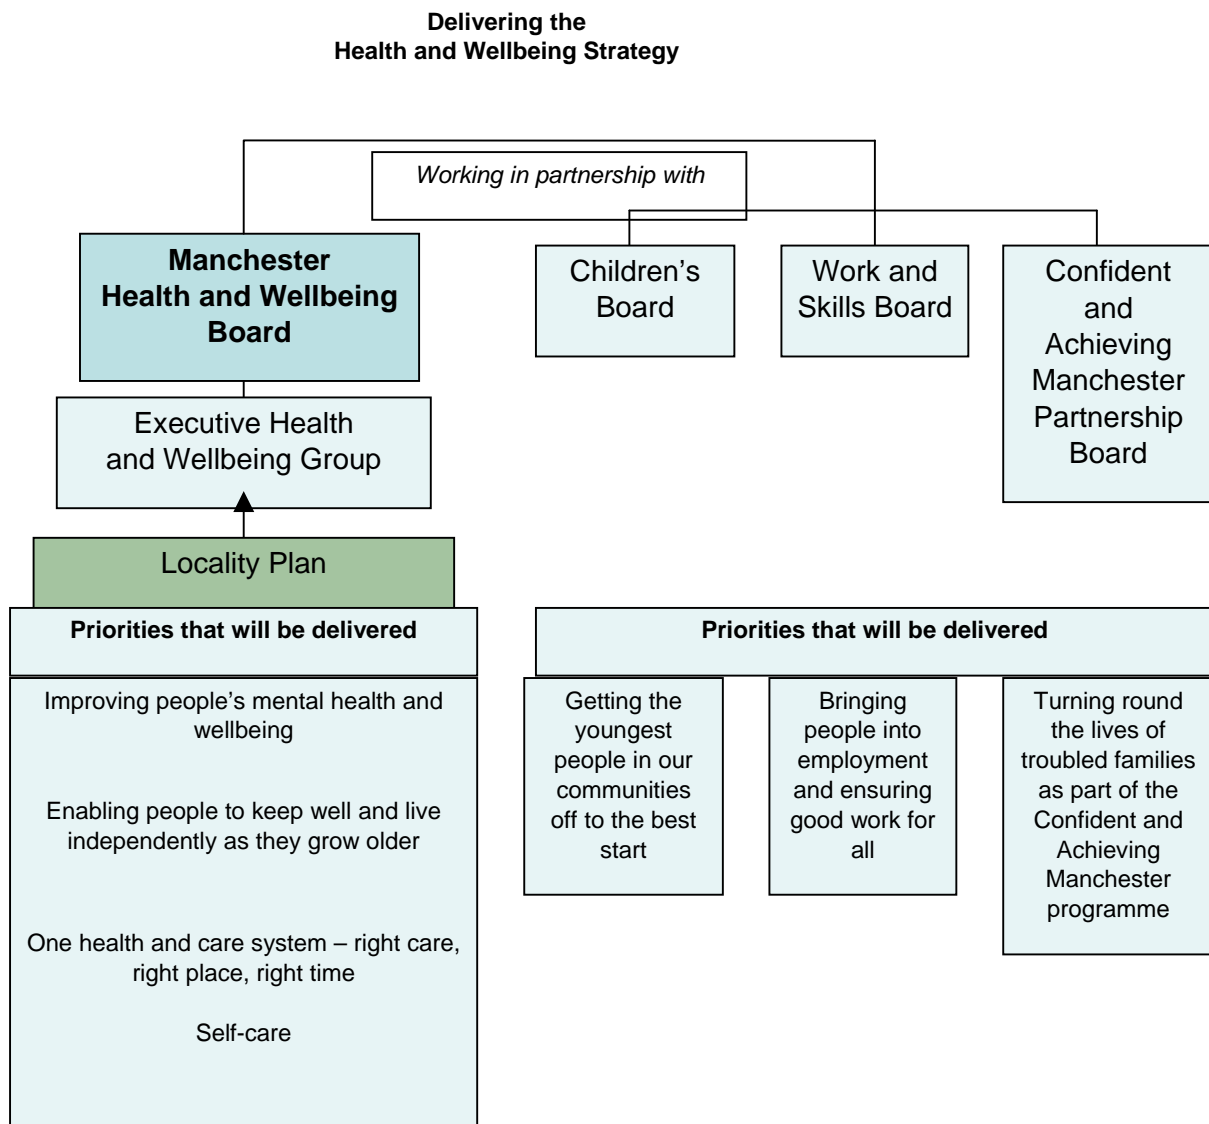 Delivering the
Health and Wellbeing Strategy
Working in partnership with
Manchester
Health and Wellbeing
Board
Children’s
Board
Work and
Skills Board
Confident
and
Achieving
Manchester
Partnership
Board
Executive Health
and Wellbeing Group
Locality Plan
Priorities that will be delivered
Improving people’s mental health and
wellbeing
Enabling people to keep well and live
independently as they grow older
One health and care system – right care,
right place, right time
Self-care
Priorities that will be delivered
Getting the
youngest
people in our
communities
off to the best
start
Bringing
people into
employment
and ensuring
good work for
all
Turning round
the lives of
troubled families
as part of the
Confident and
Achieving
Manchester
programme